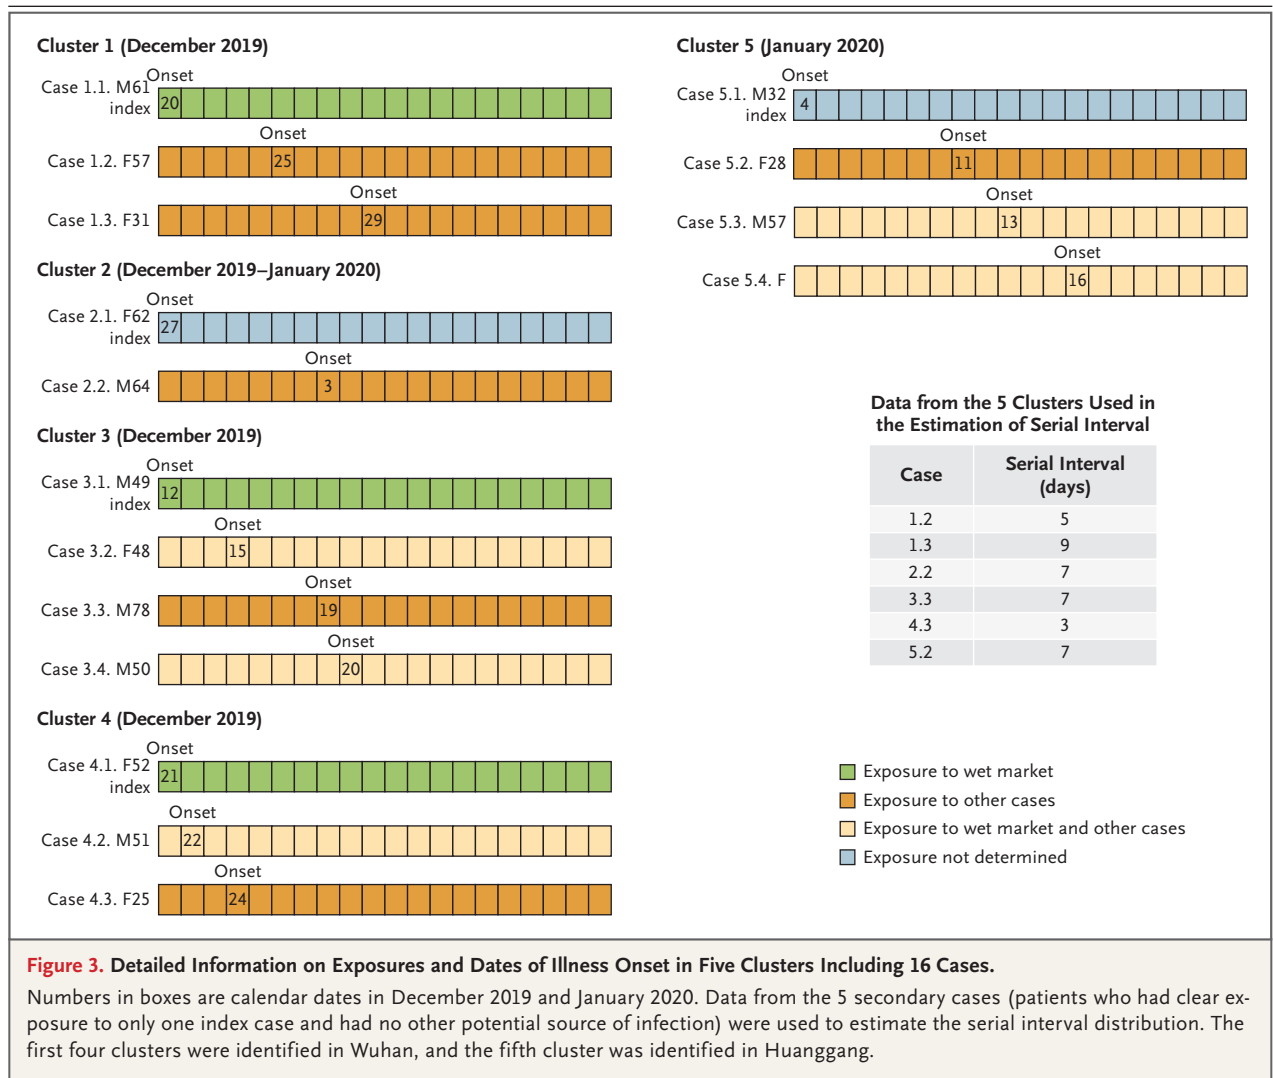 Cluster 1 (December 2019)
Onset
Case 1.1. M61
index
20
Onset
Case 1.2. F57
25
Onset
Case 1.3. F31
29
Cluster 2 (December 2019–January 2020)
Onset
Case 2.1. F62
index
27
Onset
Case 2.2. M64
3
Cluster 3 (December 2019)
Onset
Case 3.1. M49
index
12
Onset
Case 3.2. F48
15
Onset
Case 3.3. M78
19
Onset
Case 3.4. M50
20
Cluster 4 (December 2019)
Onset
Case 4.1. F52
index
21
Onset
Case 4.2. M51
22
Onset
Case 4.3. F25
24
Cluster 5 (January 2020)
Onset
Case 5.1. M32
index
4
Onset
Case 5.2. F28
11
Onset
Case 5.3. M57
13
Onset
Case 5.4. F
16
Data from the 5 Clusters Used in
the Estimation of Serial Interval
Case Serial Interval
(days)
1.2 5
1.3 9
2.2 7
3.3 7
4.3 3
5.2 7
Exposure to wet market
Exposure to other cases
Exposure to wet market and other cases
Exposure not determined
Figure 3. Detailed Information on Exposures and Dates of Illness Onset in Five Clusters Including 16 Cases.
Numbers in boxes are calendar dates in December 2019 and January 2020. Data from the 5 secondary cases (patients who had clear ex-
posure to only one index case and had no other potential source of infection) were used to estimate the serial interval distribution. The
first four clusters were identified in Wuhan, and the fifth cluster was identified in Huanggang.